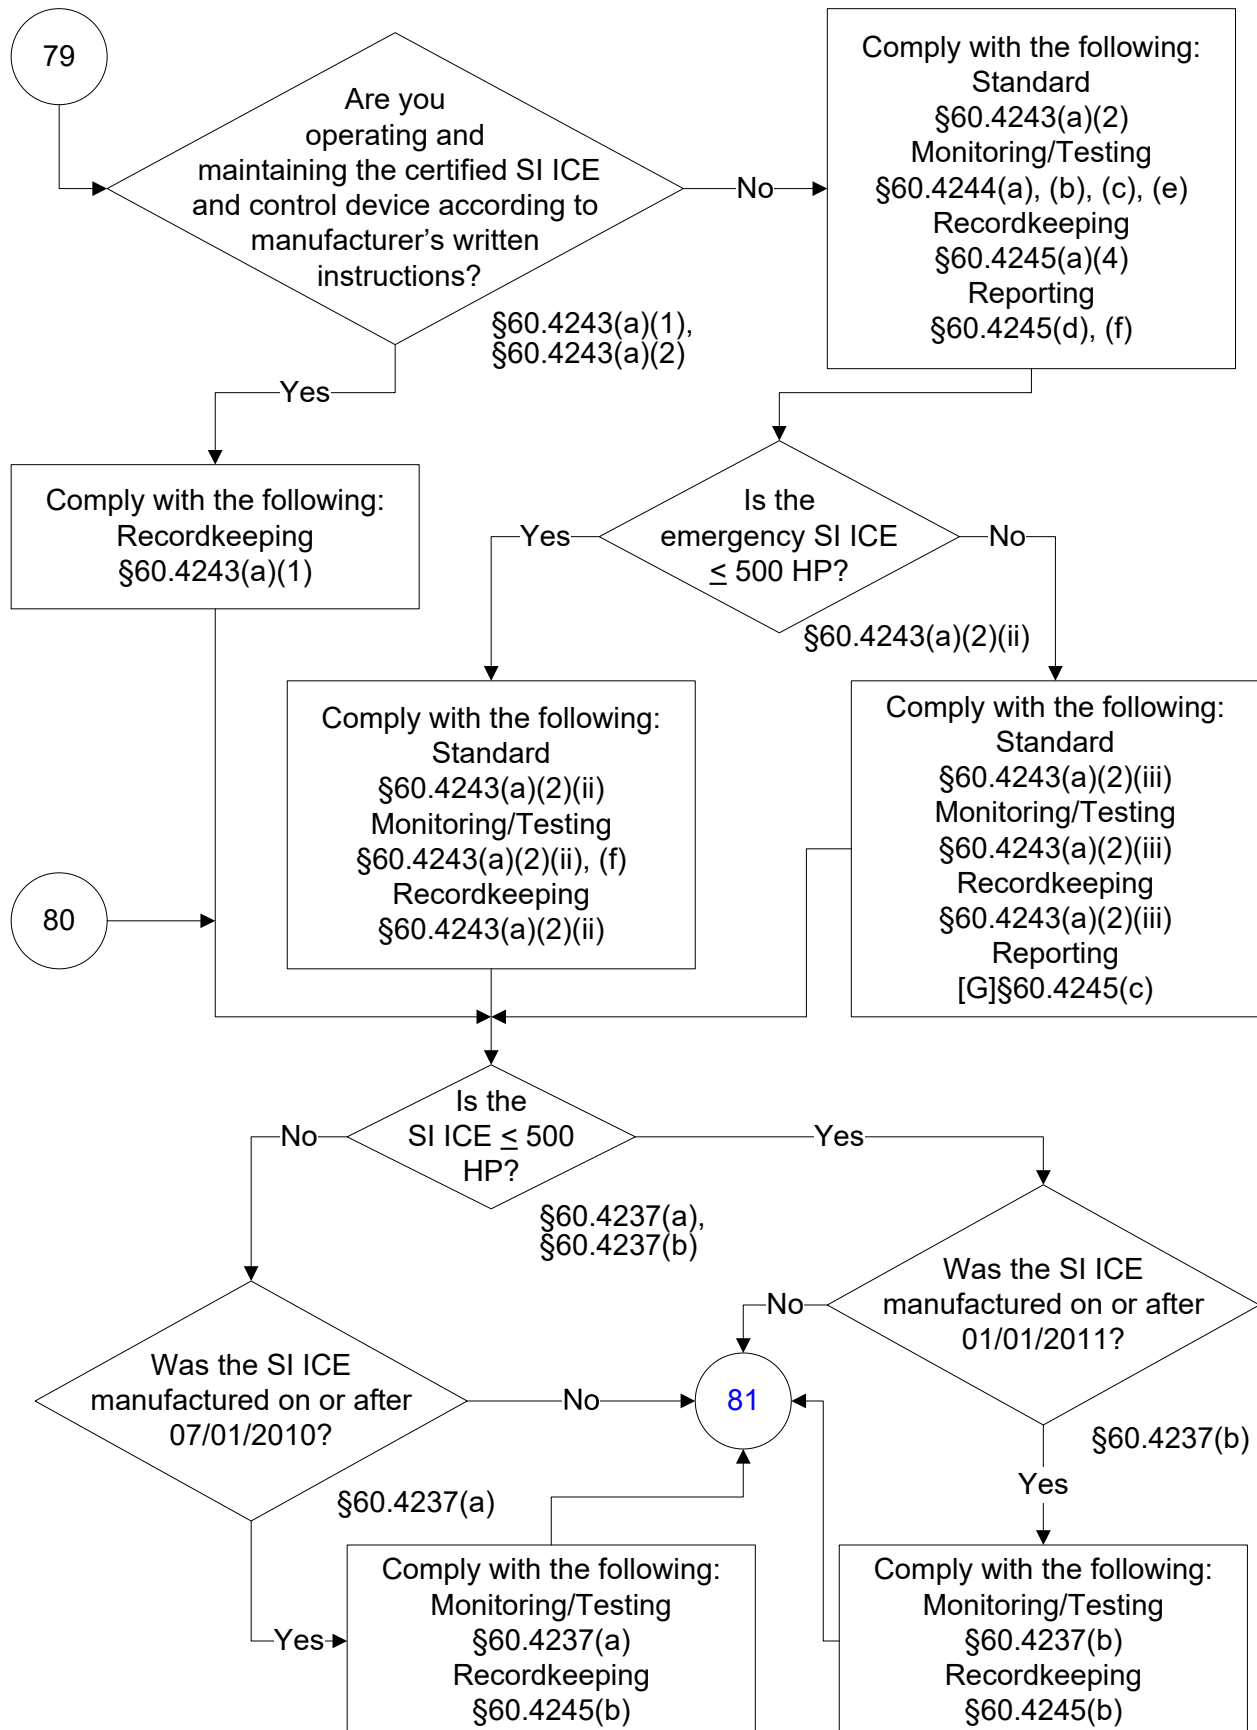 79
Are you
operating and
maintaining the certified SI ICE
and control device according to
manufacturer’s written
instructions?
No
Comply with the following:
Standard
§60.4243(a)(2)
Monitoring/Testing
§60.4244(a), (b), (c), (e)
Recordkeeping
§60.4245(a)(4)
Reporting
§60.4245(d), (f)
§60.4243(a)(1),
§60.4243(a)(2)
Yes
Comply with the following:
Recordkeeping
§60.4243(a)(1)
Is the
emergency SI ICE
≤ 500 HP?
Yes
No
§60.4243(a)(2)(ii)
Comply with the following:
Standard
§60.4243(a)(2)(ii)
Monitoring/Testing
§60.4243(a)(2)(ii), (f)
Recordkeeping
§60.4243(a)(2)(ii)
Comply with the following:
Standard
§60.4243(a)(2)(iii)
Monitoring/Testing
§60.4243(a)(2)(iii)
Recordkeeping
§60.4243(a)(2)(iii)
Reporting
[G]§60.4245(c)
80
Is the
SI ICE ≤ 500
HP?
No
Yes
§60.4237(a),
§60.4237(b)
Was the SI ICE
manufactured on or after
01/01/2011?
No
Was the SI ICE
manufactured on or after
07/01/2010?
No
81
§60.4237(b)
Yes
§60.4237(a)
Yes
Comply with the following:
Monitoring/Testing
§60.4237(a)
Recordkeeping
§60.4245(b)
Comply with the following:
Monitoring/Testing
§60.4237(b)
Recordkeeping
§60.4245(b)